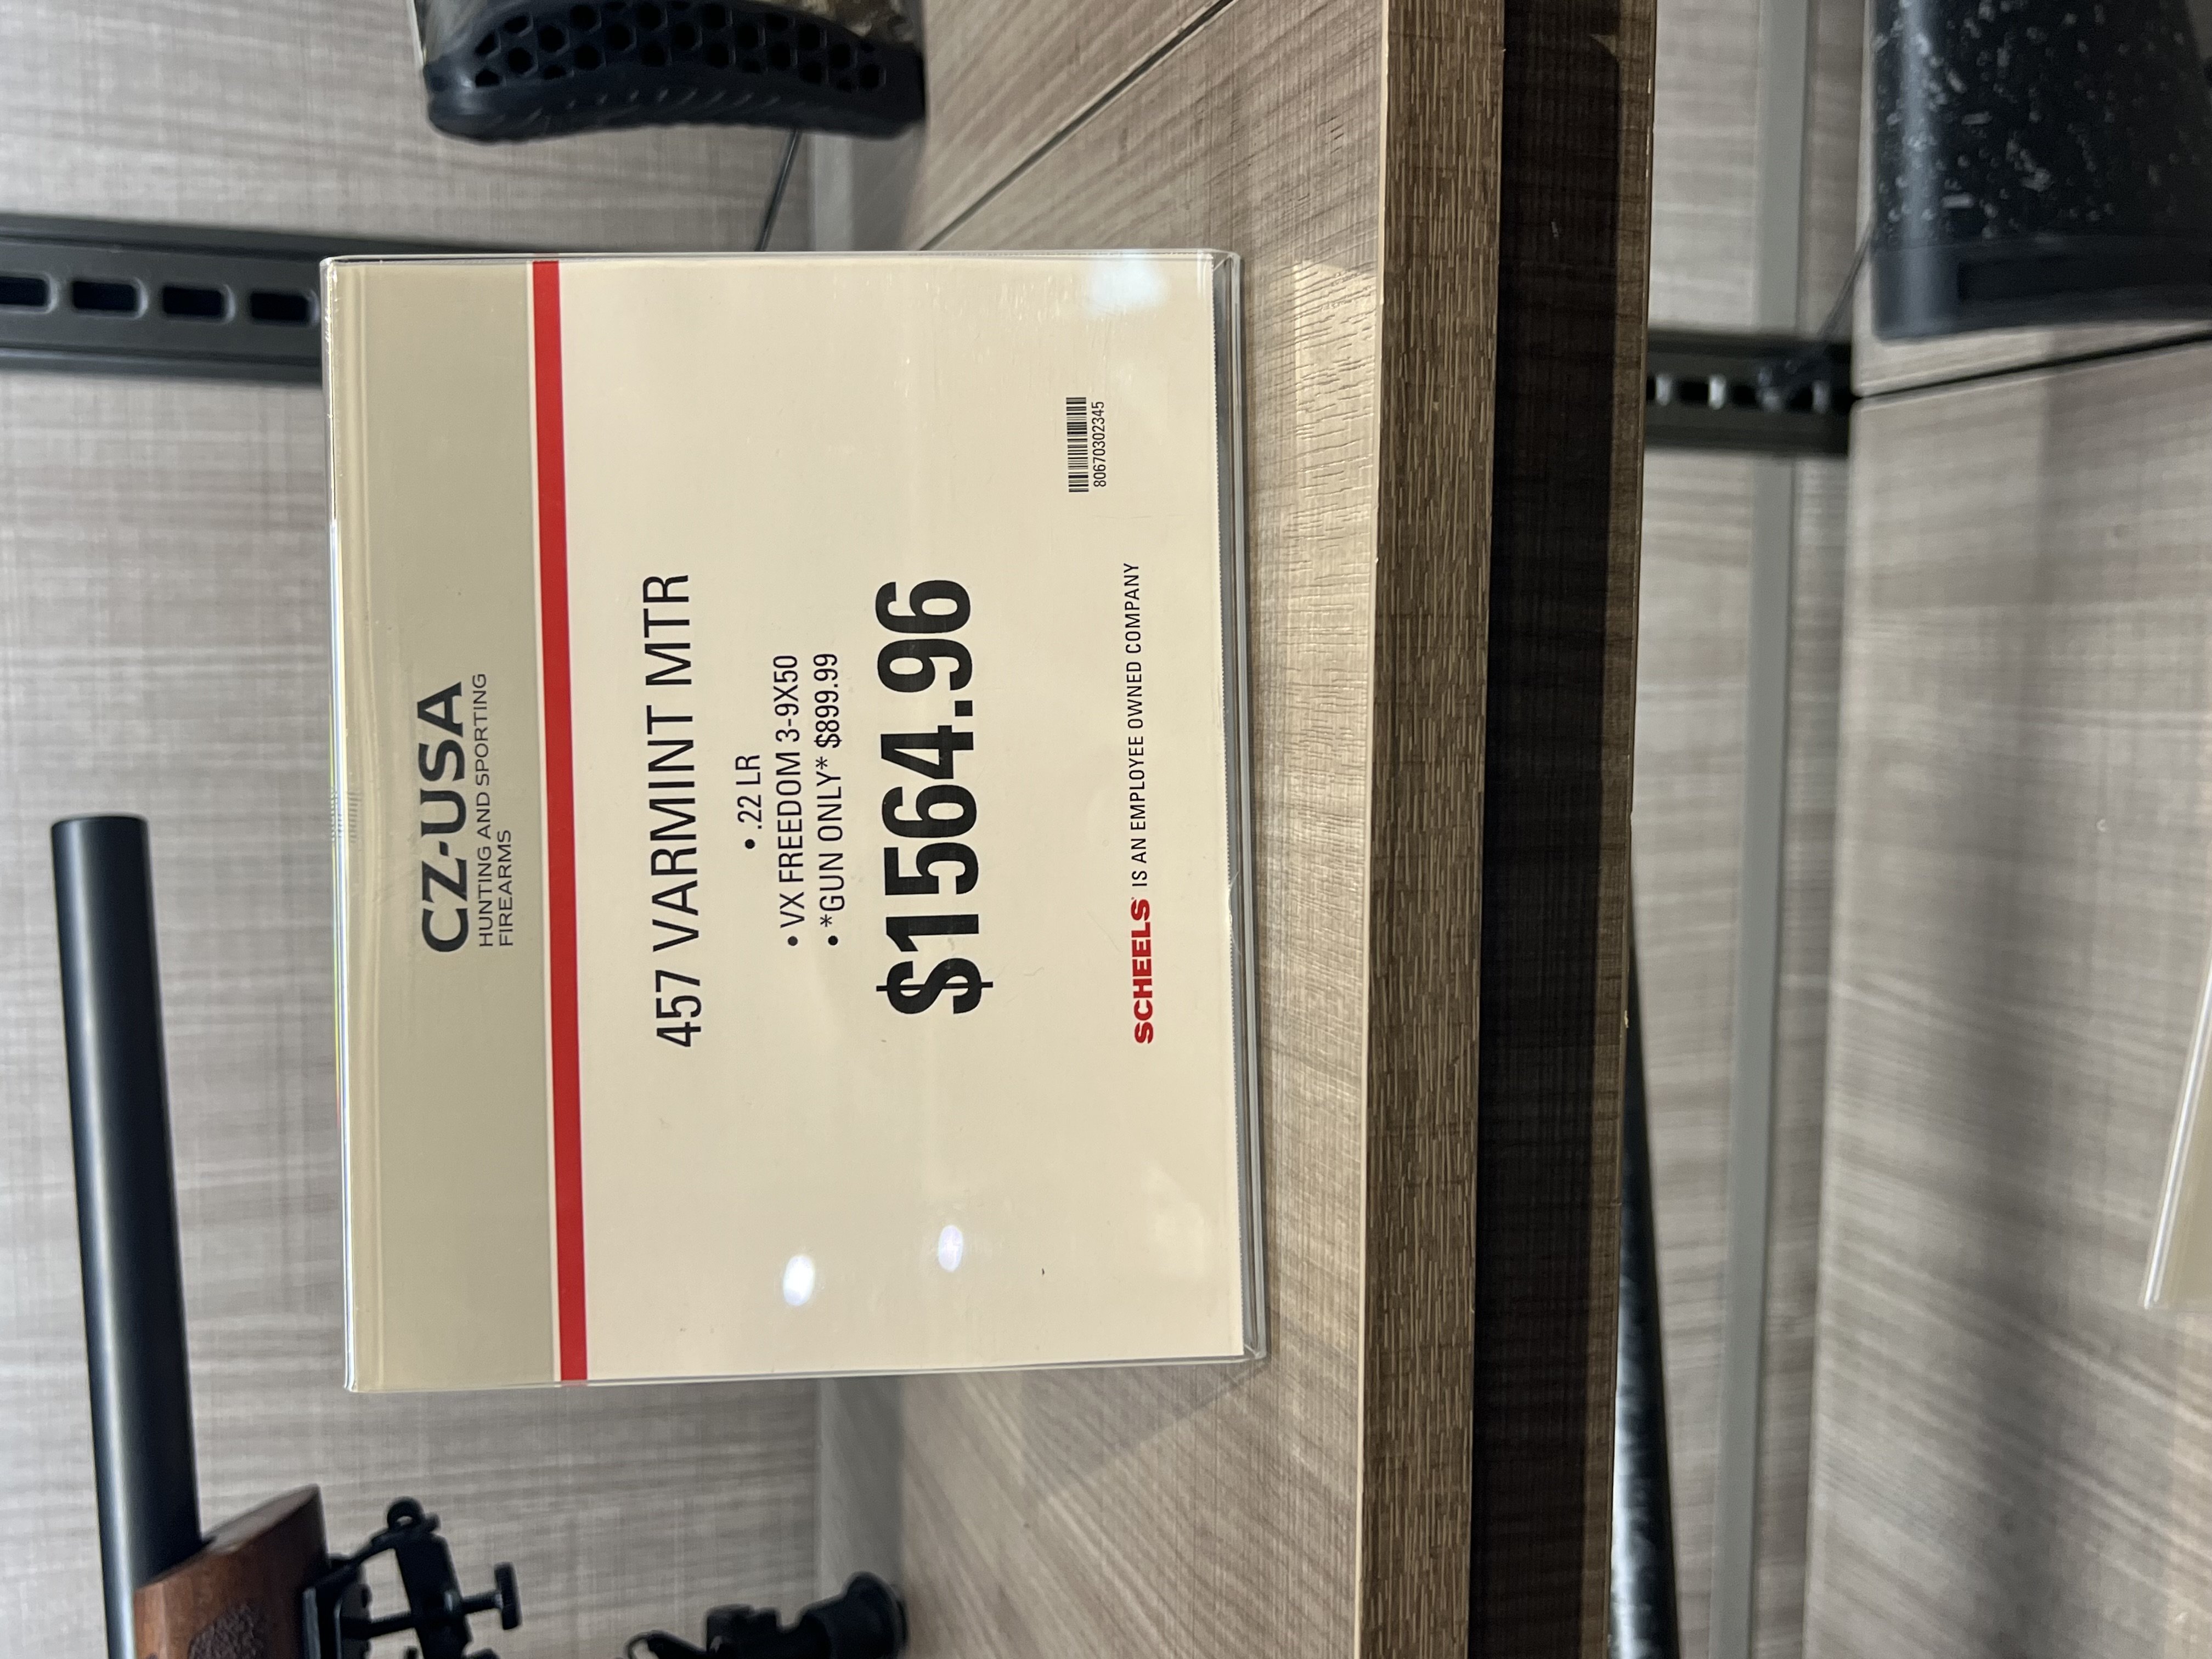 CZ-USA
HUNTING AND SPORTING
FIREARMS
457 VARMINT MTR
• .22 LR
• VX FREEDOM 3-9X50
• *GUN ONLY* $899.99
$1564.96
80670302345
SCHEELS IS AN EMPLOYEE OWNED COMPANY